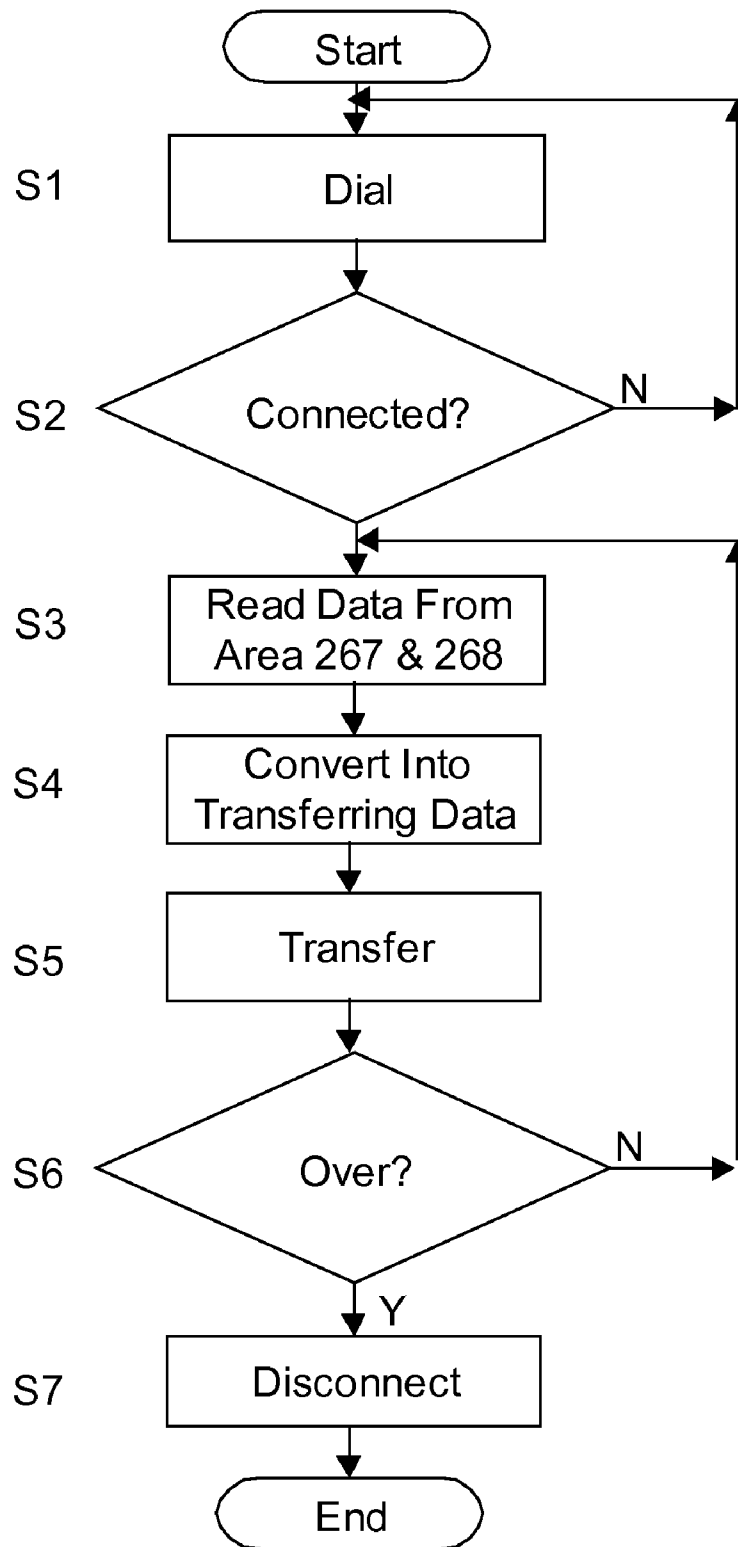 Start
S1
Dial
S2
Connected?
N
S3
Read Data From
Area 267 & 268
S4
Convert Into
Transferring Data
S5
Transfer
S6
Over?
N
Y
S7
Disconnect
End